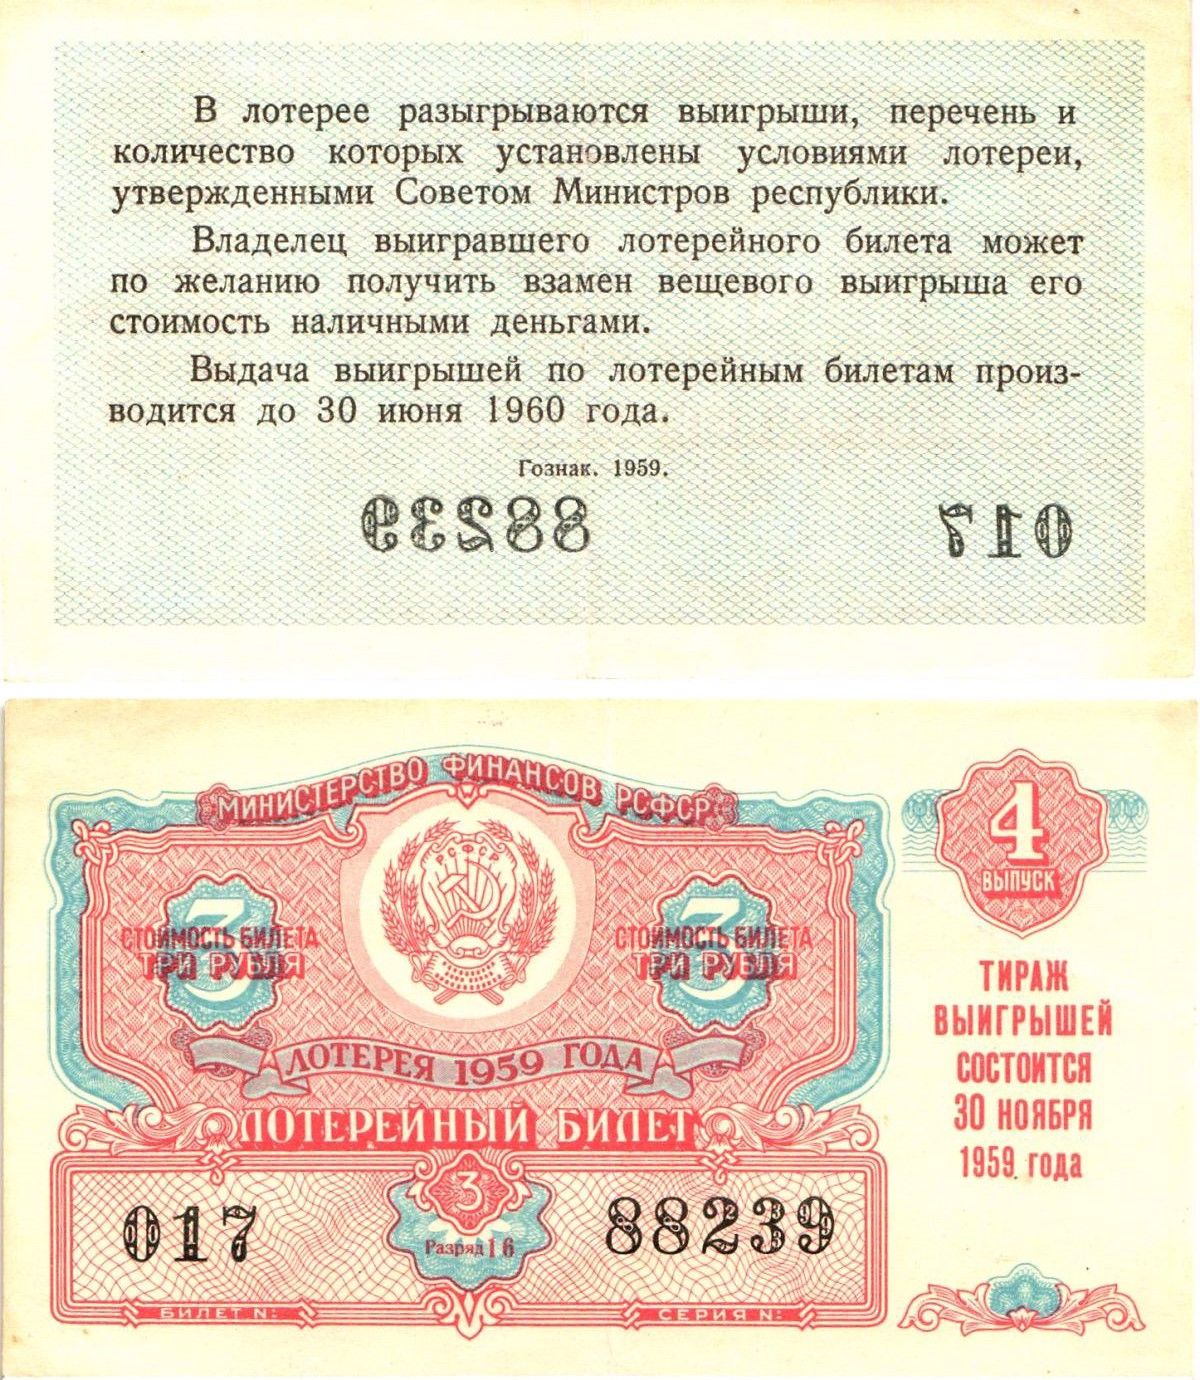 В лотерее разыгрываются выигрыши, перечень и
количество которых установлены условиями лотереи,
утвержденными Советом Министров республики.
Владелец выигравшего лотерейного билета может
по желанию получить взамен вещевого выигрыша его
стоимость наличными деньгами.
Выдача выигрышей по лотерейным билетам произ-
водится до 30 июня 1960 года.
Гознак. 1959.
88239
017
МИНИСТЕРСТВО ФИНАНСОВ РСФСР
РСФСР
3
СТОИМОСТЬ БИЛЕТА
ТРИ РУБЛЯ
3
СТОИМОСТЬ БИЛЕТА
ТРИ РУБЛЯ
ЛОТЕРЕЯ 1959 ГОДА
ЛОТЕРЕЙНЫЙ БИЛЕТ
017
3
Разряд 16
88239
БИЛЕТ №:
СЕРИЯ №:
4
ВЫПУСК
ТИРАЖ
ВЫИГРЫШЕЙ
СОСТОИТСЯ
30 НОЯБРЯ
1959 года